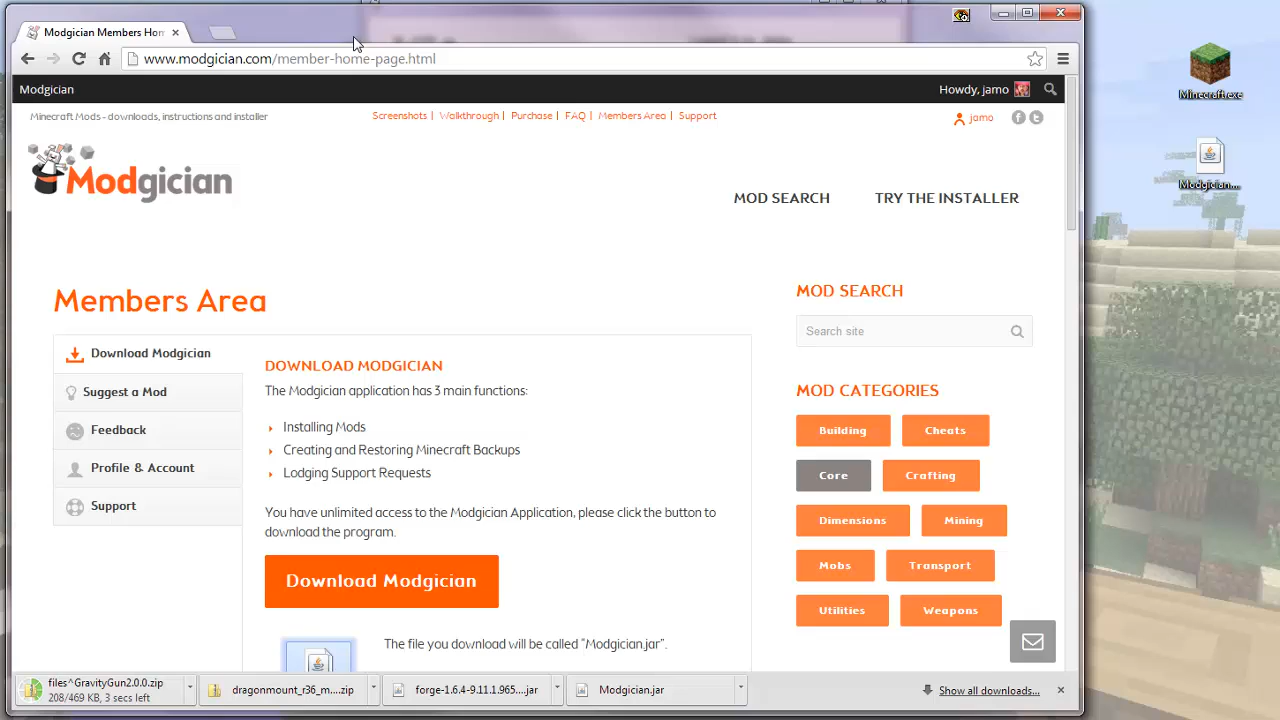 Modgician Members Hom
www.modgician.com/member-home-page.html
Modgician
Howdy, jamo
Minecraft Mods - downloads, instructions and installer
Screenshots | Walkthrough | Purchase | FAQ | Members Area | Support
jamo
Modgician
MOD SEARCH
TRY THE INSTALLER
Members Area
Download Modgician
Suggest a Mod
Feedback
Profile & Account
Support
DOWNLOAD MODGICIAN
The Modgician application has 3 main functions:
Installing Mods
Creating and Restoring Minecraft Backups
Lodging Support Requests
You have unlimited access to the Modgician Application, please click the button to
download the program.
Download Modgician
The file you download will be called "Modgician.jar".
MOD SEARCH
Search site
MOD CATEGORIES
Building
Cheats
Core
Crafting
Dimensions
Mining
Mobs
Transport
Utilities
Weapons
files^GravityGun2.0.0.zip
208/469 KB, 3 secs left
dragonmount_r36_m....zip
forge-1.6.4-9.11.1.965....jar
Modgician.jar
Show all downloads...
Minecraft.exe
Modgician....